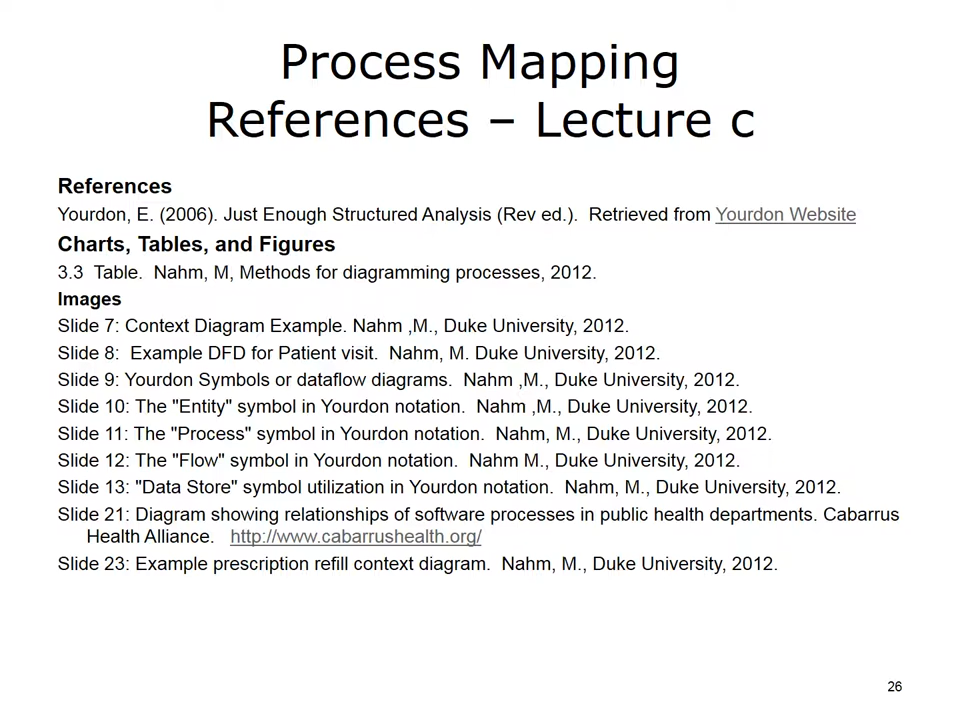 Process Mapping
References – Lecture c
References
Yourdon, E. (2006). Just Enough Structured Analysis (Rev ed.).  Retrieved from Yourdon Website
Charts, Tables, and Figures
3.3  Table.  Nahm, M, Methods for diagramming processes, 2012.
Images
Slide 7: Context Diagram Example. Nahm ,M., Duke University, 2012.
Slide 8:  Example DFD for Patient visit.  Nahm, M. Duke University, 2012.
Slide 9: Yourdon Symbols or dataflow diagrams.  Nahm ,M., Duke University, 2012.
Slide 10: The "Entity" symbol in Yourdon notation.  Nahm ,M., Duke University, 2012.
Slide 11: The "Process" symbol in Yourdon notation.  Nahm, M., Duke University, 2012.
Slide 12: The "Flow" symbol in Yourdon notation.  Nahm M., Duke University, 2012.
Slide 13: "Data Store" symbol utilization in Yourdon notation.  Nahm, M., Duke University, 2012.
Slide 21: Diagram showing relationships of software processes in public health departments. Cabarrus
Health Alliance.   http://www.cabarrushealth.org/
Slide 23: Example prescription refill context diagram.  Nahm, M., Duke University, 2012.
26